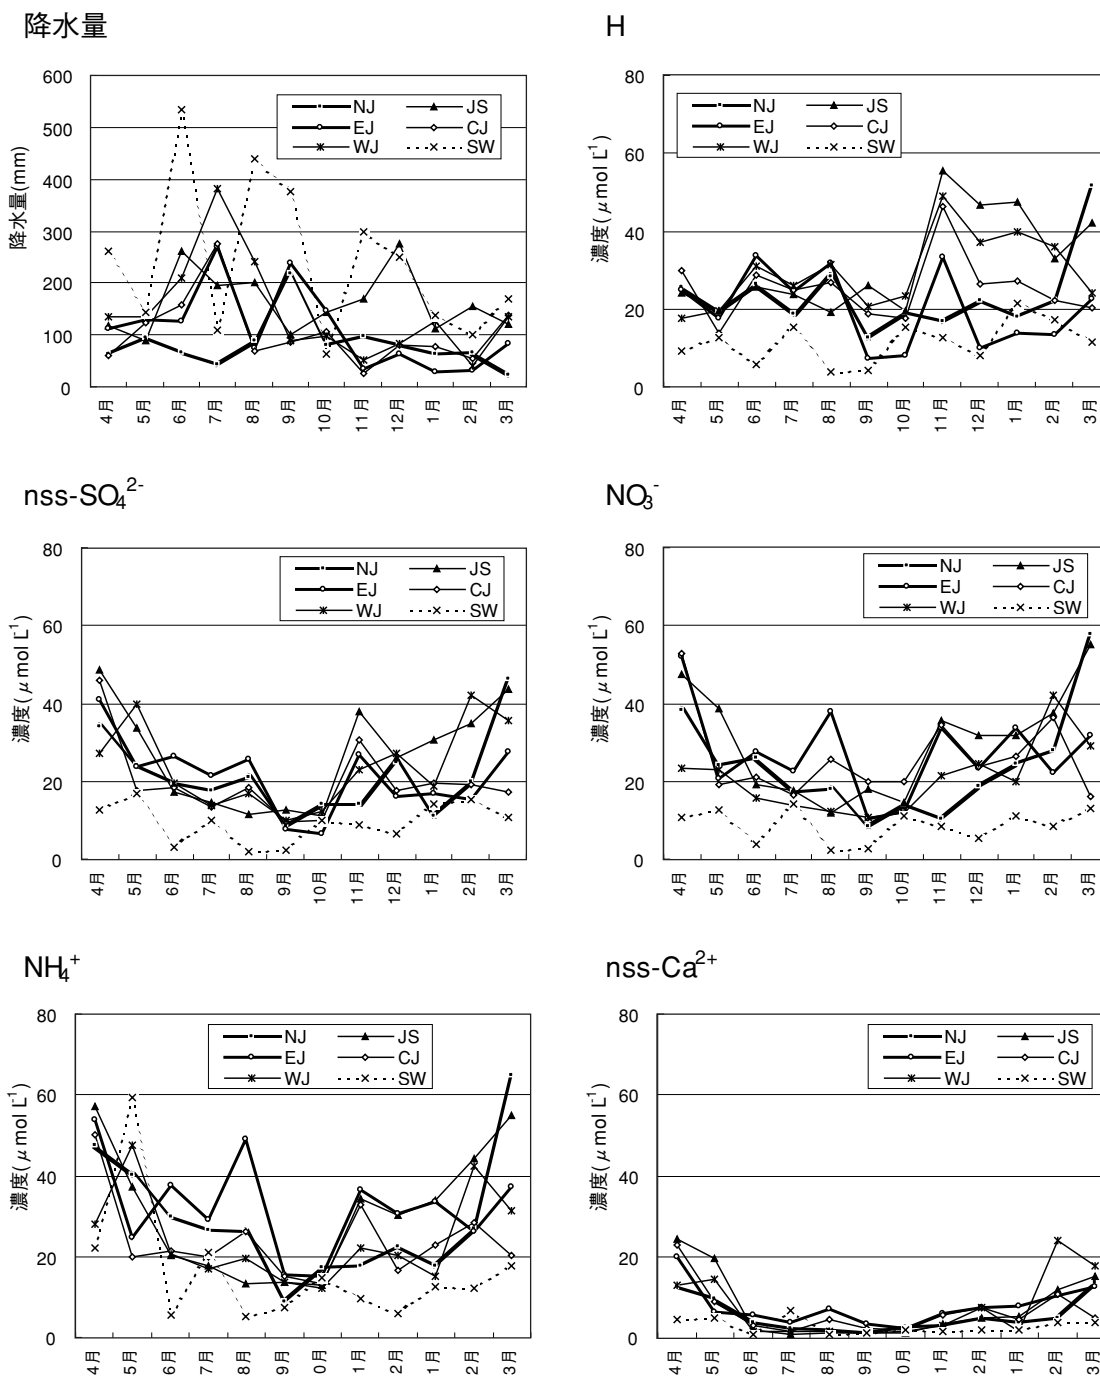 降水量
600
500
400
300
200
100
0
降水量(mm)
NJ JS
EJ CJ
WJ SW
4月 5月 6月 7月 8月 9月 10月 11月 12月 1月 2月 3月
H
80
60
40
20
0
濃度(μmol L-1)
NJ JS
EJ CJ
WJ SW
4月 5月 6月 7月 8月 9月 10月 11月 12月 1月 2月 3月
nss-SO4 2-
80
60
40
20
0
濃度(μmol L-1)
NJ JS
EJ CJ
WJ SW
4月 5月 6月 7月 8月 9月 10月 11月 12月 1月 2月 3月
NO3-
80
60
40
20
0
濃度(μmol L-1)
NJ JS
EJ CJ
WJ SW
4月 5月 6月 7月 8月 9月 10月 11月 12月 1月 2月 3月
NH4+
80
60
40
20
0
濃度(μmol L-1)
NJ JS
EJ CJ
WJ SW
4月 5月 6月 7月 8月 9月 0月 1月 2月 1月 2月 3月
nss-Ca2+
80
60
40
20
0
濃度(μmol L-1)
NJ JS
EJ CJ
WJ SW
4月 5月 6月 7月 8月 9月 0月 1月 2月 1月 2月 3月